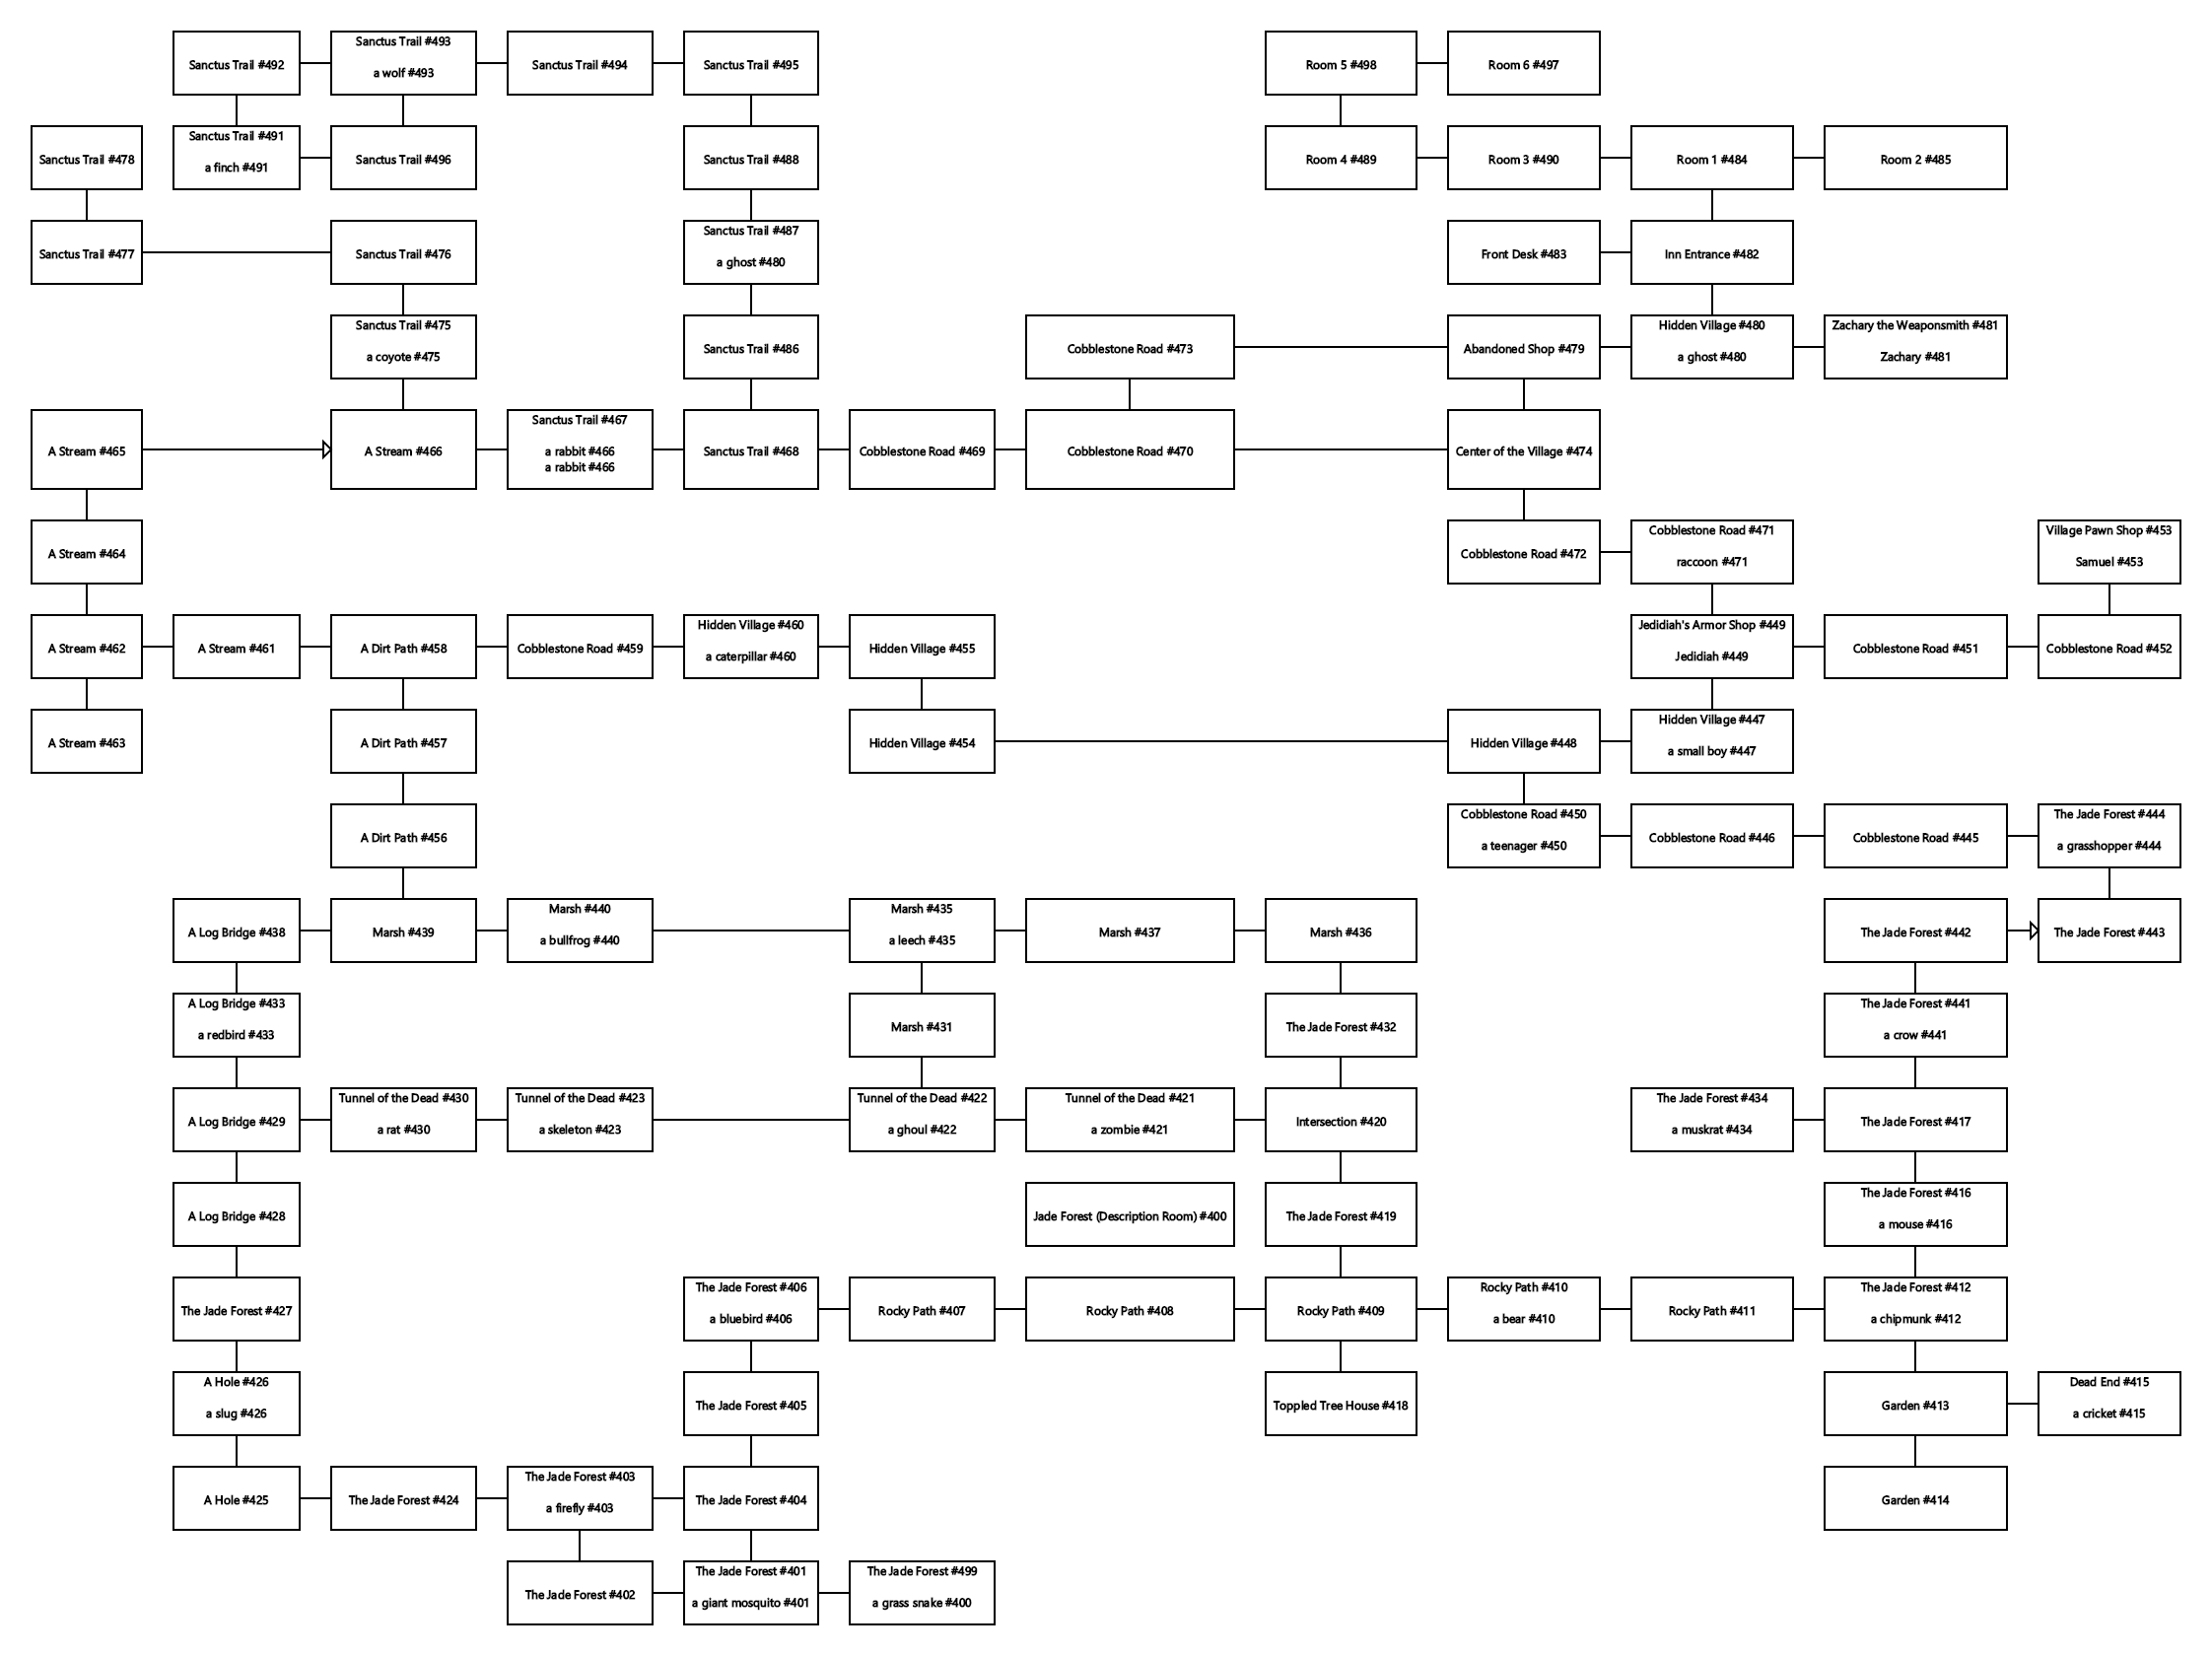 Sanctus Trail #492
Sanctus Trail #493
a wolf #493
Sanctus Trail #494
Sanctus Trail #495
Room 5 #498
Room 6 #497
Sanctus Trail #478
Sanctus Trail #491
a finch #491
Sanctus Trail #496
Sanctus Trail #488
Room 4 #489
Room 3 #490
Room 1 #484
Room 2 #485
Sanctus Trail #477
Sanctus Trail #476
Sanctus Trail #487
a ghost #480
Front Desk #483
Inn Entrance #482
Sanctus Trail #475
a coyote #475
Sanctus Trail #486
Cobblestone Road #473
Abandoned Shop #479
Hidden Village #480
a ghost #480
Zachary the Weaponsmith #481
Zachary #481
A Stream #465
A Stream #466
Sanctus Trail #467
a rabbit #466
a rabbit #466
Sanctus Trail #468
Cobblestone Road #469
Cobblestone Road #470
Center of the Village #474
A Stream #464
Cobblestone Road #472
Cobblestone Road #471
raccoon #471
Village Pawn Shop #453
Samuel #453
A Stream #462
A Stream #461
A Dirt Path #458
Cobblestone Road #459
Hidden Village #460
a caterpillar #460
Hidden Village #455
Jedidiah's Armor Shop #449
Jedidiah #449
Cobblestone Road #451
Cobblestone Road #452
A Stream #463
A Dirt Path #457
Hidden Village #454
Hidden Village #448
Hidden Village #447
a small boy #447
A Dirt Path #456
Cobblestone Road #450
a teenager #450
Cobblestone Road #446
Cobblestone Road #445
The Jade Forest #444
a grasshopper #444
A Log Bridge #438
Marsh #439
Marsh #440
a bullfrog #440
Marsh #435
a leech #435
Marsh #437
Marsh #436
The Jade Forest #442
The Jade Forest #443
A Log Bridge #433
a redbird #433
Marsh #431
The Jade Forest #432
The Jade Forest #441
a crow #441
A Log Bridge #429
Tunnel of the Dead #430
a rat #430
Tunnel of the Dead #423
a skeleton #423
Tunnel of the Dead #422
a ghoul #422
Tunnel of the Dead #421
a zombie #421
Intersection #420
The Jade Forest #434
a muskrat #434
The Jade Forest #417
A Log Bridge #428
Jade Forest (Description Room) #400
The Jade Forest #419
The Jade Forest #416
a mouse #416
The Jade Forest #427
The Jade Forest #406
a bluebird #406
Rocky Path #407
Rocky Path #408
Rocky Path #409
Rocky Path #410
a bear #410
Rocky Path #411
The Jade Forest #412
a chipmunk #412
A Hole #426
a slug #426
The Jade Forest #405
Toppled Tree House #418
Garden #413
Dead End #415
a cricket #415
A Hole #425
The Jade Forest #424
The Jade Forest #403
a firefly #403
The Jade Forest #404
Garden #414
The Jade Forest #402
The Jade Forest #401
a giant mosquito #401
The Jade Forest #499
a grass snake #400